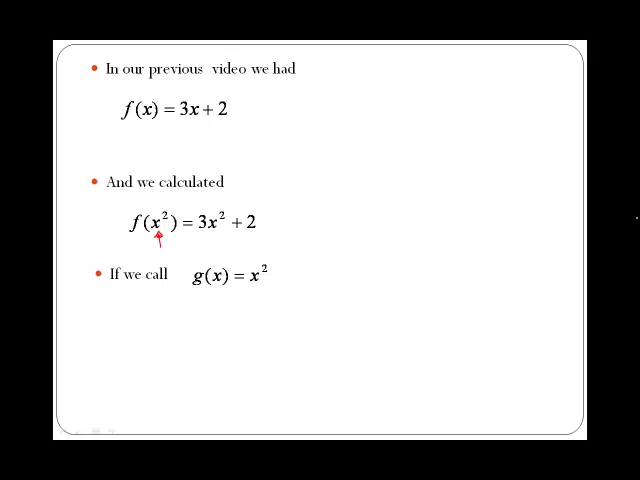 In our previous video we had
f(x) = 3x + 2
And we calculated
f(x²) = 3x² + 2
If we call g(x) = x²